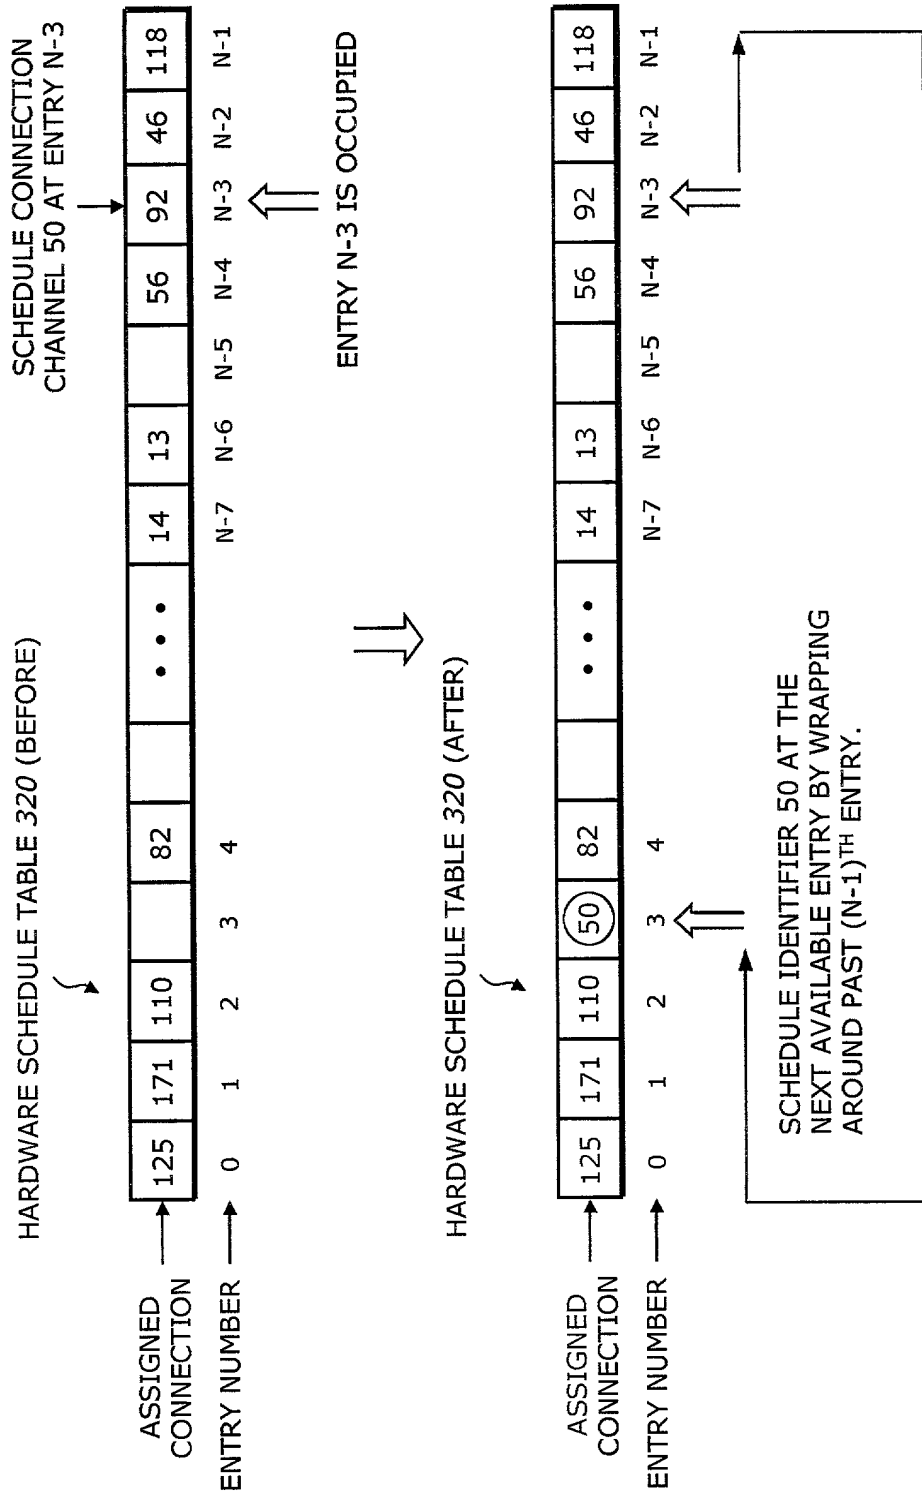 HARDWARE SCHEDULE TABLE 320 (BEFORE)
SCHEDULE CONNECTION
CHANNEL 50 AT ENTRY N-3
ASSIGNED
CONNECTION
125 171 110 82 • • • 14 13 56 92 46 118
ENTRY NUMBER
0 1 2 3 4 N-7 N-6 N-5 N-4 N-3 N-2 N-1
ENTRY N-3 IS OCCUPIED
HARDWARE SCHEDULE TABLE 320 (AFTER)
ASSIGNED
CONNECTION
125 171 110 50 82 • • • 14 13 56 92 46 118
ENTRY NUMBER
0 1 2 3 4 N-7 N-6 N-5 N-4 N-3 N-2 N-1
SCHEDULE IDENTIFIER 50 AT THE
NEXT AVAILABLE ENTRY BY WRAPPING
AROUND PAST (N-1)TH ENTRY.